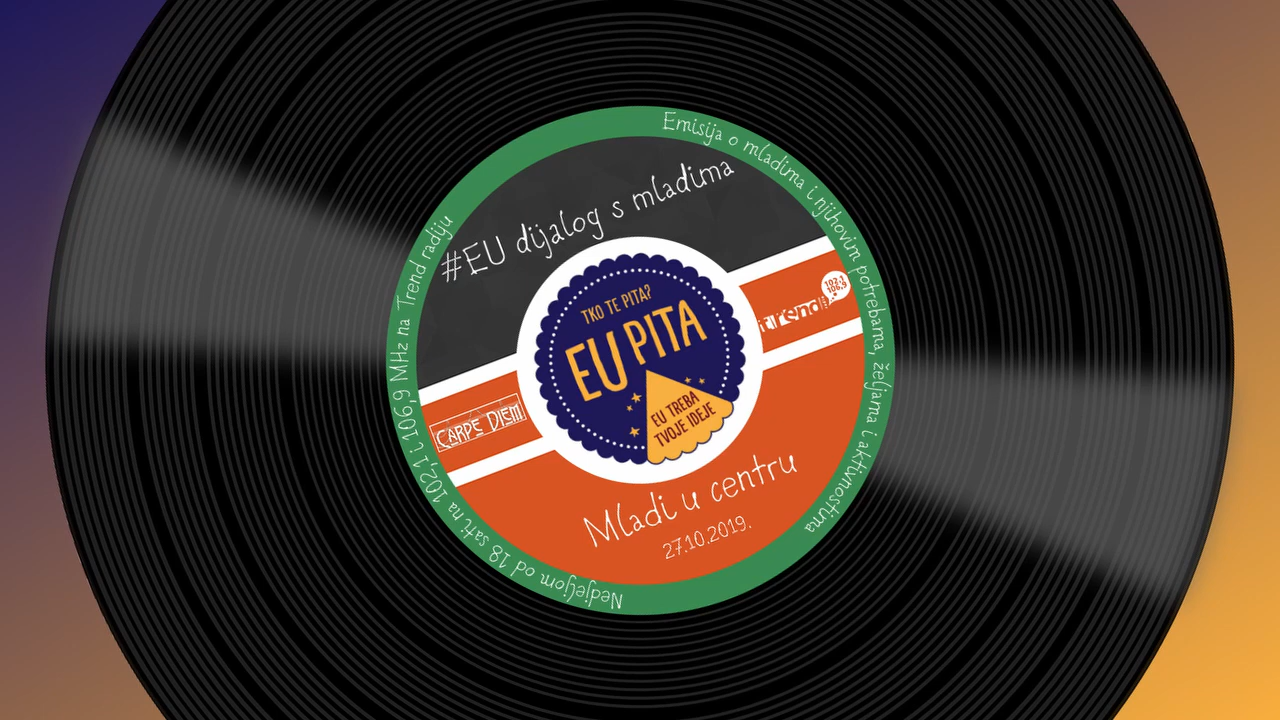 Emisija o mladima i njihovim potrebama, željama i aktivnostima
Nedjeljom od 18 sati na 102,1 i 106,9 MHz na Trend radiju
#EU dijalog s mladima
trend
102.1
106,9
TKO TE PITA?
EU PITA
EU TREBA
TVOJE IDEJE
CARPE DIEM
Mladi u centru
27.10.2019.